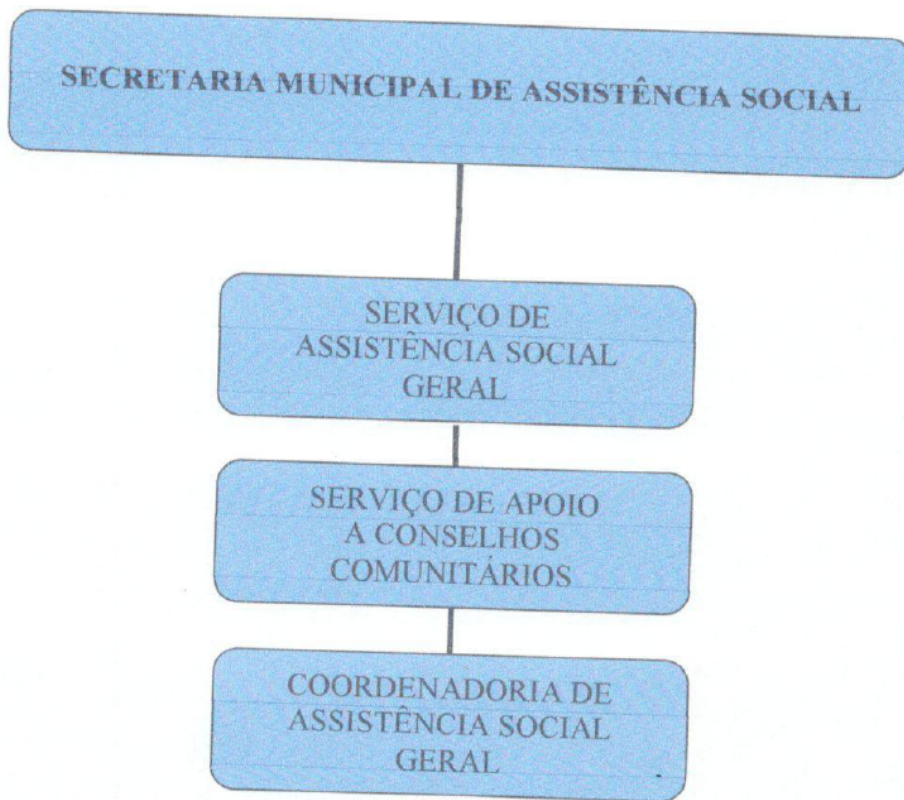 SECRETARIA MUNICIPAL DE ASSISTÊNCIA SOCIAL
SERVIÇO DE
ASSISTÊNCIA SOCIAL
GERAL
SERVIÇO DE APOIO
A CONSELHOS
COMUNITÁRIOS
COORDENADORIA DE
ASSISTÊNCIA SOCIAL
GERAL